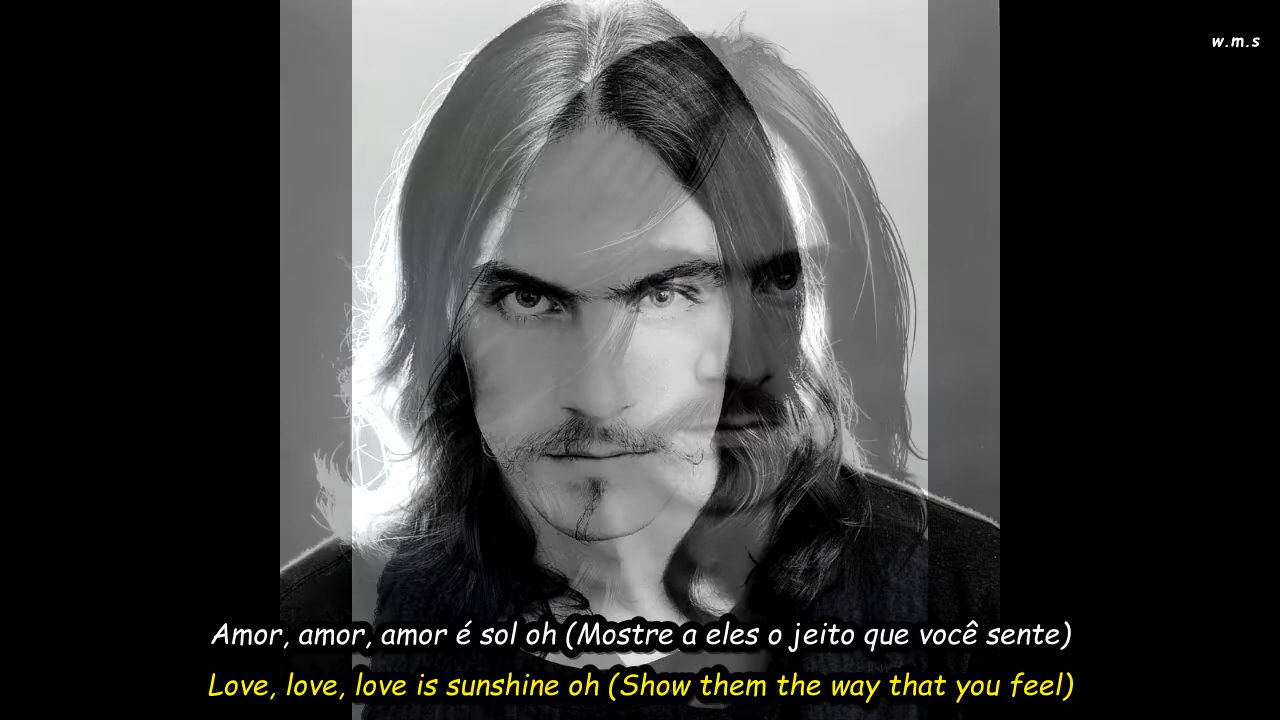 w.m.s
Amor, amor, amor é sol oh (Mostre a eles o jeito que você sente)
Love, love, love is sunshine oh (Show them the way that you feel)